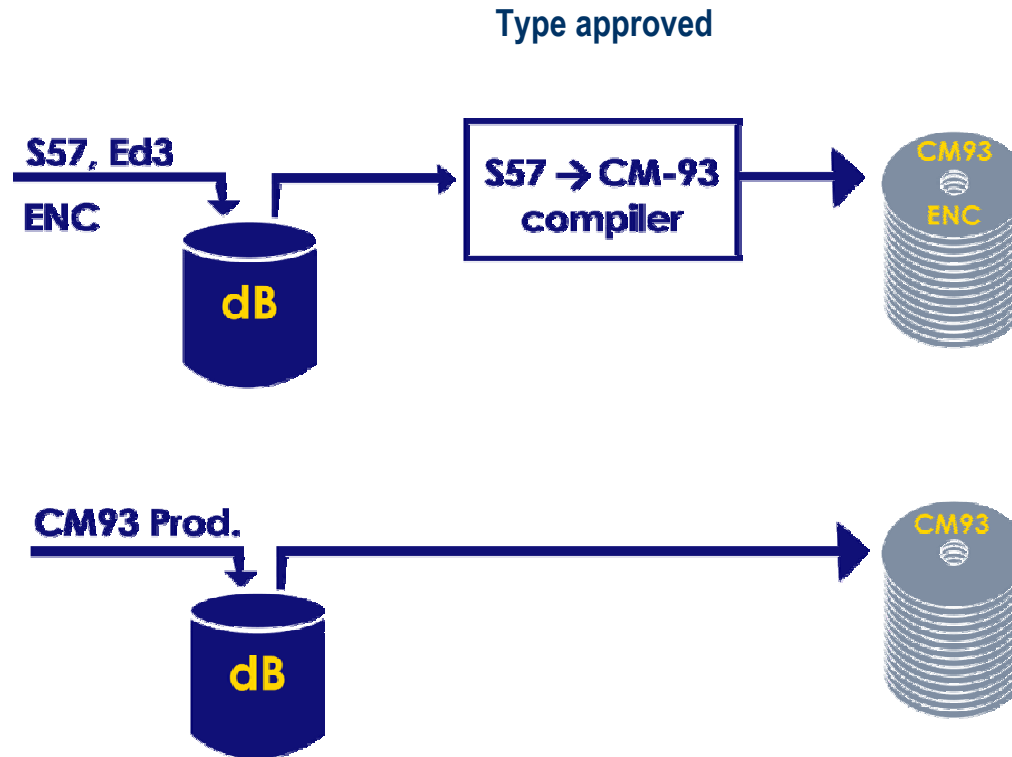 Type approved
S57, Ed3
ENC
dB
S57 → CM-93
compiler
CM93
ENC
CM93 Prod.
dB
CM93